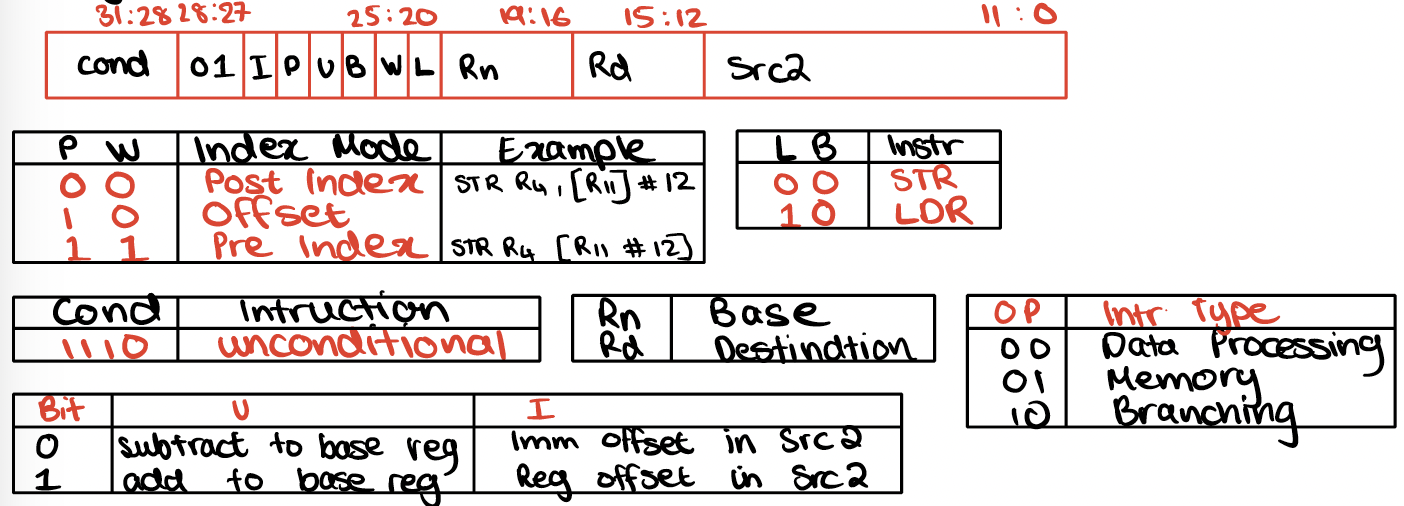 31:28 28:27 25:20 19:16 15:12 11:0
cond 01 I P U B W L Rn Rd Src2
P W Index Mode Example
0 0 Post Index STR R4, [R11] #12
1 0 Offset
1 1 Pre Index STR R4 [R11 #12]
L B Instr
0 0 STR
1 0 LDR
Cond Intruction
1110 unconditional
Rn Base
Rd Destindtion
OP Intr. Type
00 Data Processing
01 Memory
10 Branching
Bit U I
0 subtract to base reg Imm offset in Src2
1 add to base reg Reg offset in Src2